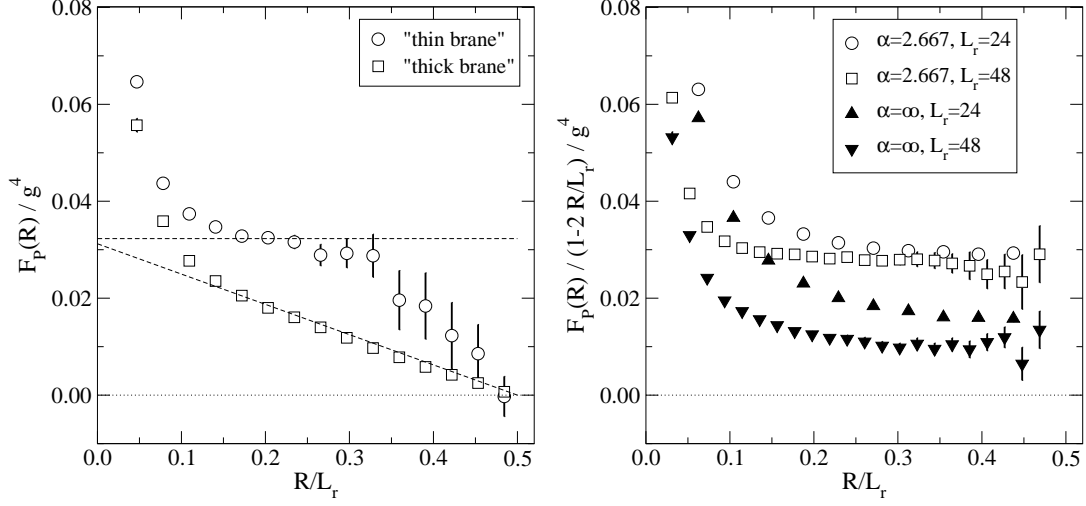 F_P(R) / g^4
0.08
0.06
0.04
0.02
0.00
0.0
0.1
0.2
0.3
0.4
0.5
R/L_r
"thin brane"
"thick brane"
F_P(R) / (1-2 R/L_r) / g^4
0.08
0.06
0.04
0.02
0.00
0.0
0.1
0.2
0.3
0.4
0.5
R/L_r
α=2.667, L_r=24
α=2.667, L_r=48
α=∞, L_r=24
α=∞, L_r=48